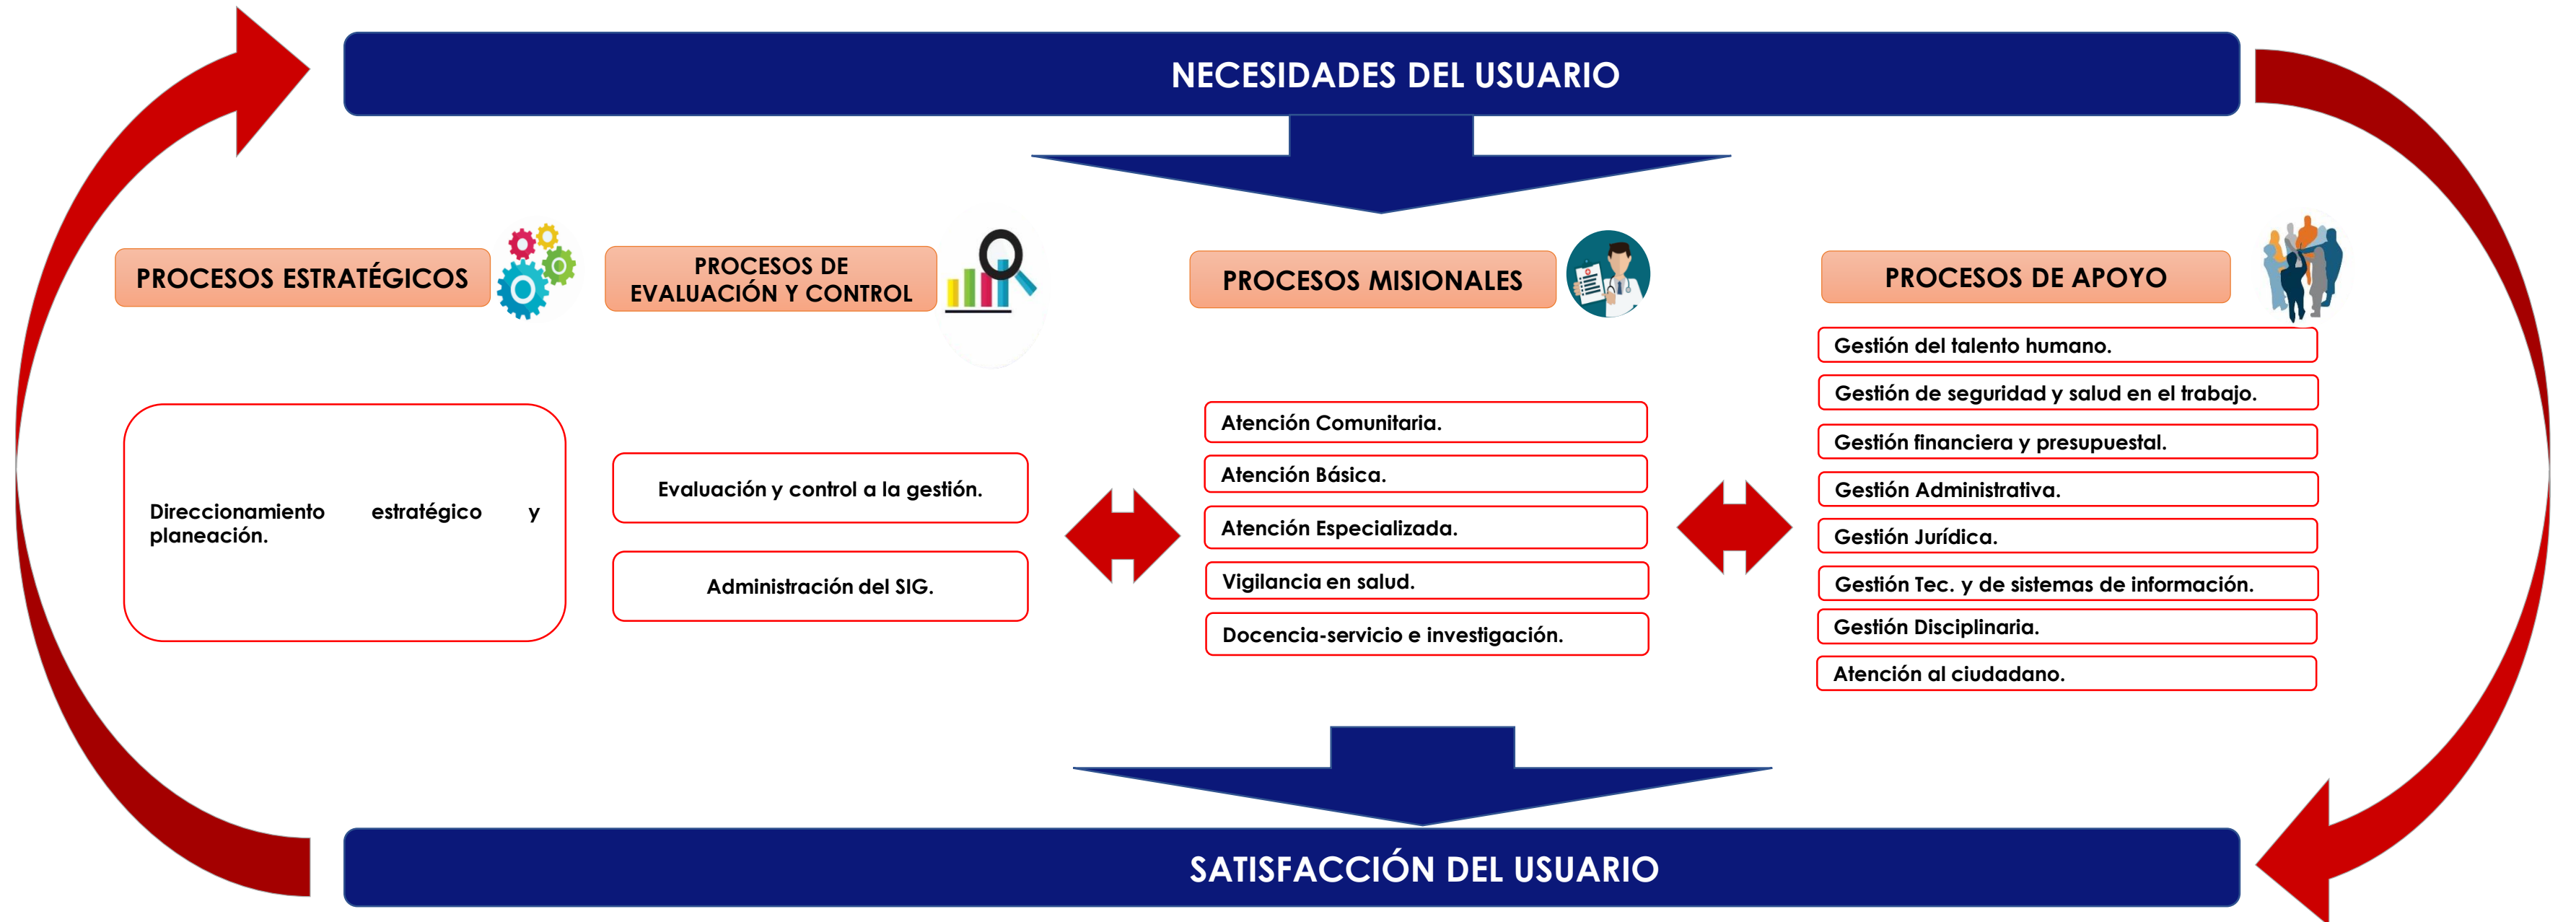 NECESIDADES DEL USUARIO
PROCESOS ESTRATÉGICOS
Direccionamiento estratégico y
planeación.
PROCESOS DE
EVALUACIÓN Y CONTROL
Evaluación y control a la gestión.
Administración del SIG.
PROCESOS MISIONALES
Atención Comunitaria.
Atención Básica.
Atención Especializada.
Vigilancia en salud.
Docencia-servicio e investigación.
PROCESOS DE APOYO
Gestión del talento humano.
Gestión de seguridad y salud en el trabajo.
Gestión financiera y presupuestal.
Gestión Administrativa.
Gestión Jurídica.
Gestión Tec. y de sistemas de información.
Gestión Disciplinaria.
Atención al ciudadano.
SATISFACCIÓN DEL USUARIO